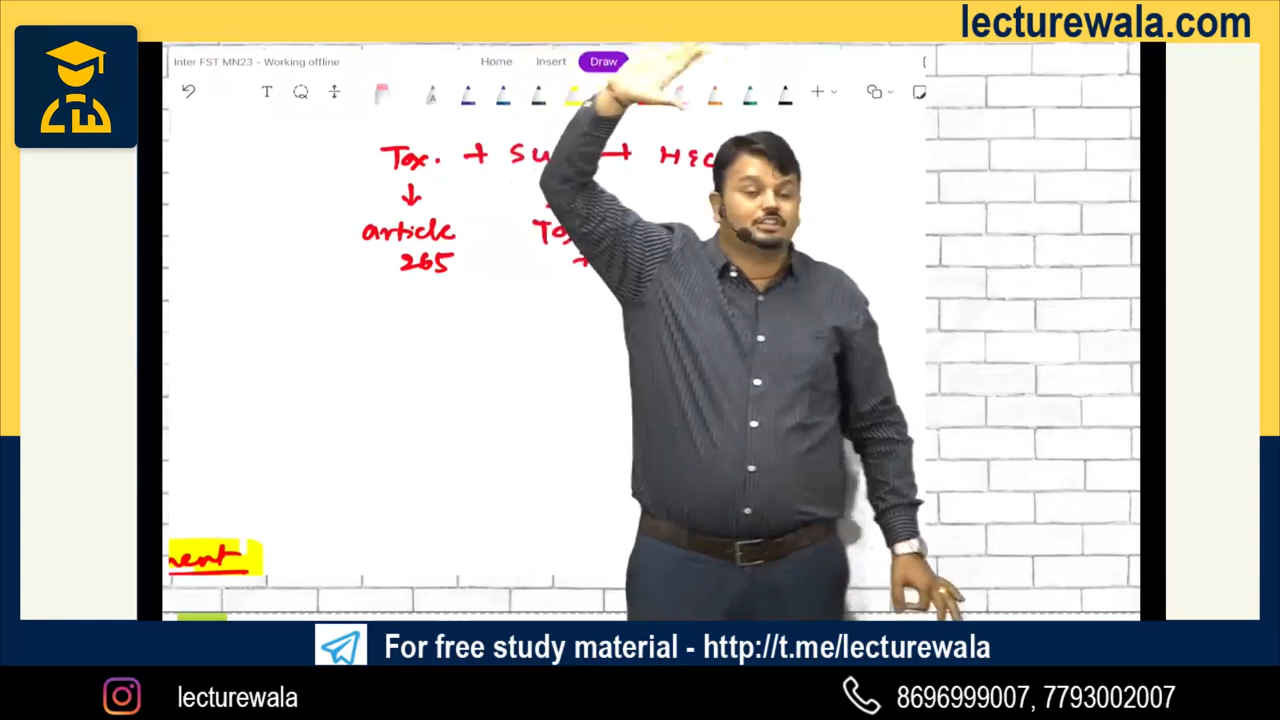 lecturewala.com
Inter FST MN23 - Working offline
Home Insert Draw
Tax. + Su + H&C
article
265
ment
For free study material - http://t.me/lecturewala
lecturewala
8696999007, 7793002007